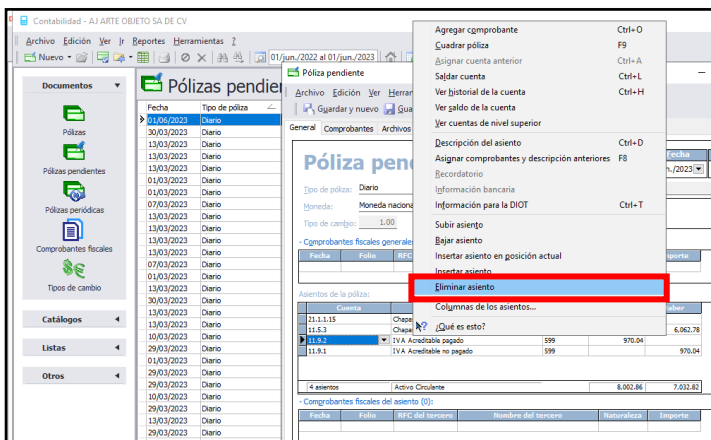 Contabilidad - AJ ARTE OBJETO SA DE CV
Archivo Edición Ver Ir Reportes Herramientas ?
Nuevo 01/jun./2022 al 01/jun./2023
Documentos
Pólizas
Pólizas pendientes
Pólizas periódicas
Comprobantes fiscales
Tipos de cambio
Catálogos
Listas
Otros
Pólizas pendie
Fecha Tipo de póliza
01/06/2023 Diario
30/03/2023 Diario
13/03/2023 Diario
13/03/2023 Diario
13/03/2023 Diario
01/03/2023 Diario
01/03/2023 Diario
07/03/2023 Diario
13/03/2023 Diario
13/03/2023 Diario
13/03/2023 Diario
13/03/2023 Diario
07/03/2023 Diario
01/03/2023 Diario
13/03/2023 Diario
30/03/2023 Diario
13/03/2023 Diario
13/03/2023 Diario
10/03/2023 Diario
29/03/2023 Diario
01/03/2023 Diario
29/03/2023 Diario
29/03/2023 Diario
10/03/2023 Diario
29/03/2023 Diario
13/03/2023 Diario
29/03/2023 Diario
Póliza pendiente
Archivo Edición Ver Herrar
Guardar y nuevo Gua
General Comprobantes Archivos
Póliza pen
Fecha
n./2023
Tipo de póliza: Diario
Moneda: Moneda naciona
Tipo de cambio: 1.00
- Comprobantes fiscales generales
Fecha Folio RFC Importe
Asientos de la póliza:
Cuenta Haber
21.1.1.15 Chapa
11.5.3 Chapa 6,062.78
11.9.2 IVA Acreditable pagado 599 970.04
11.9.1 IVA Acreditable no pagado 599 970.04
4 asientos Activo Circulante 8,002.86 7,032.82
- Comprobantes fiscales del asiento (0):
Fecha Folio RFC del tercero Nombre del tercero Naturaleza Importe
Agregar comprobante Ctrl+O
Cuadrar póliza F9
Asignar cuenta anterior Ctrl+A
Saldar cuenta Ctrl+L
Ver historial de la cuenta Ctrl+H
Ver saldo de la cuenta
Ver cuentas de nivel superior
Descripción del asiento Ctrl+D
Asignar comprobantes y descripción anteriores F8
Recordatorio
Información bancaria
Información para la DIOT Ctrl+T
Subir asiento
Bajar asiento
Insertar asiento en posición actual
Insertar asiento
Eliminar asiento
Columnas de los asientos...
¿Qué es esto?